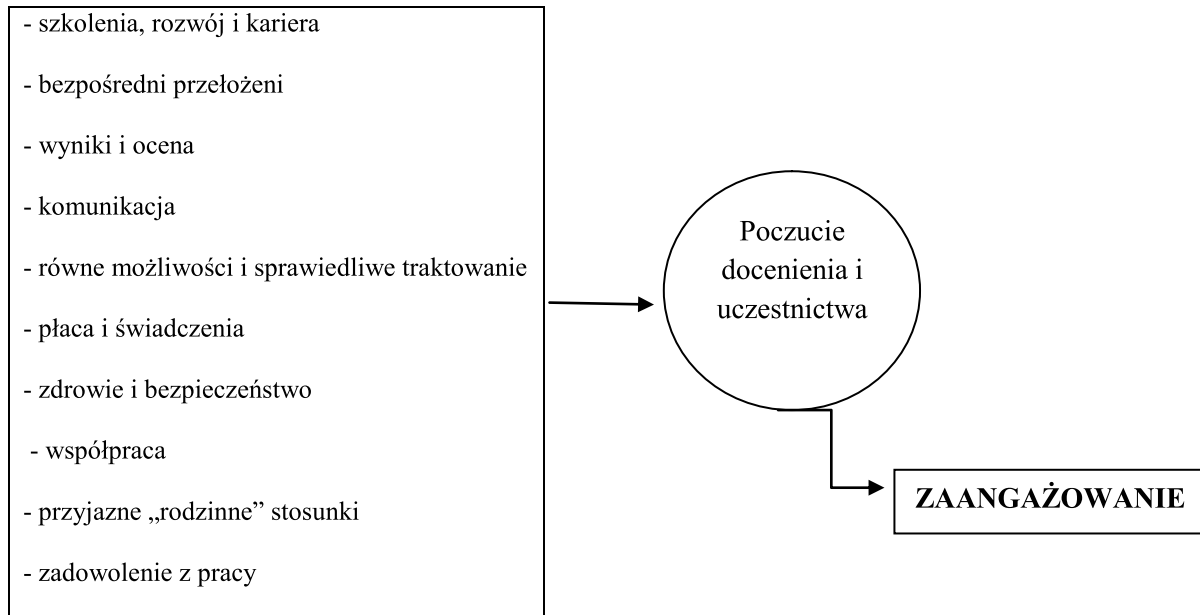 - szkolenia, rozwój i kariera
- bezpośredni przełożeni
- wyniki i ocena
- komunikacja
- równe możliwości i sprawiedliwe traktowanie
- płaca i świadczenia
- zdrowie i bezpieczeństwo
- współpraca
- przyjazne „rodzinne” stosunki
- zadowolenie z pracy
Poczucie
docenienia i
uczestnictwa
ZAANGAŻOWANIE